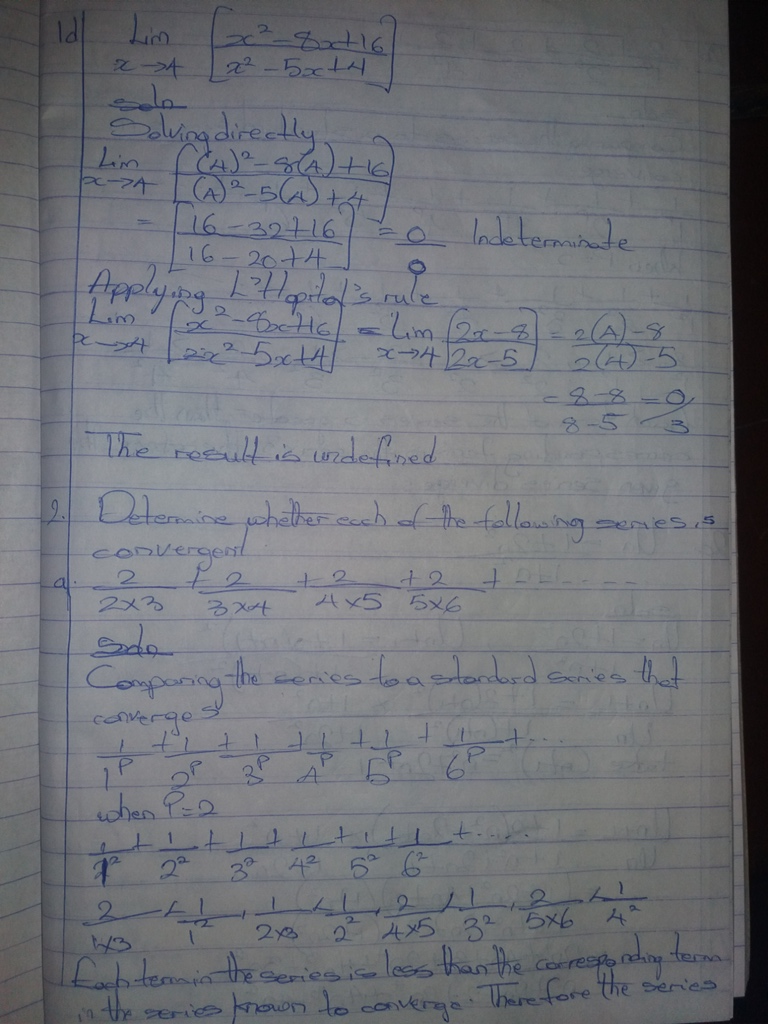 1d Lim x→4 [x² - 8x + 16 / x² - 5x + 4]
soln
Solving directly
Lim x→4 [(4)² - 8(4) + 16 / (4)² - 5(4) + 4]
= [16 - 32 + 16 / 16 - 20 + 4] = 0/0 Indeterminate
Applying L'Hopital's rule
Lim x→4 [x² - 8x + 16 / 2x² - 5x + 4] = Lim x→4 [2x - 8 / 2x - 5] = 2(4) - 8 / 2(4) - 5
= 8 - 8 / 8 - 5 = 0/3
The result is undefined
2. Determine whether each of the following series is
convergent
a. 2/2×3 + 2/3×4 + 2/4×5 + 2/5×6 + ......
Soln
Comparing the series to a standard series that
converges
1/1ᴾ + 1/2ᴾ + 1/3ᴾ + 1/4ᴾ + 1/5ᴾ + 1/6ᴾ + ....
when P = 2
1/1² + 1/2² + 1/3² + 1/4² + 1/5² + 1/6² + .....
2/ ×3 < 1/1², 1/2×3 < 1/2², 2/4×5 < 1/3², 2/5×6 < 1/4²
Each term in the series is less than the corresponding term
in the series known to converge. Therefore the series